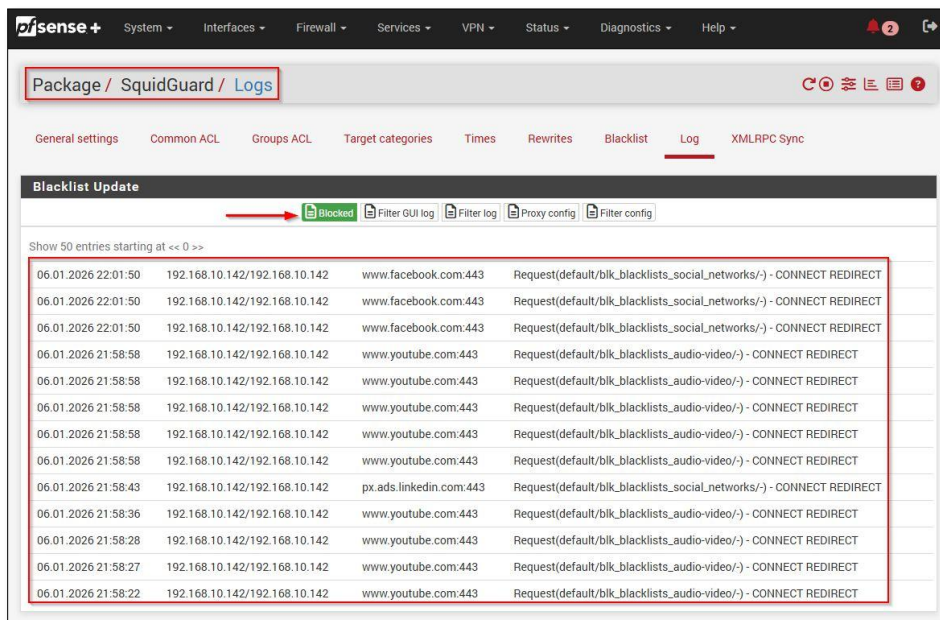 pfsense + System Interfaces Firewall Services VPN Status Diagnostics Help 2
Package / SquidGuard / Logs
General settings Common ACL Groups ACL Target categories Times Rewrites Blacklist Log XMLRPC Sync
Blacklist Update
Blocked Filter GUI log Filter log Proxy config Filter config
Show 50 entries starting at << 0 >>
06.01.2026 22:01:50 192.168.10.142/192.168.10.142 www.facebook.com:443 Request(default/blk_blacklists_social_networks/-) - CONNECT REDIRECT
06.01.2026 22:01:50 192.168.10.142/192.168.10.142 www.facebook.com:443 Request(default/blk_blacklists_social_networks/-) - CONNECT REDIRECT
06.01.2026 22:01:50 192.168.10.142/192.168.10.142 www.facebook.com:443 Request(default/blk_blacklists_social_networks/-) - CONNECT REDIRECT
06.01.2026 21:58:58 192.168.10.142/192.168.10.142 www.youtube.com:443 Request(default/blk_blacklists_audio-video/-) - CONNECT REDIRECT
06.01.2026 21:58:58 192.168.10.142/192.168.10.142 www.youtube.com:443 Request(default/blk_blacklists_audio-video/-) - CONNECT REDIRECT
06.01.2026 21:58:58 192.168.10.142/192.168.10.142 www.youtube.com:443 Request(default/blk_blacklists_audio-video/-) - CONNECT REDIRECT
06.01.2026 21:58:58 192.168.10.142/192.168.10.142 www.youtube.com:443 Request(default/blk_blacklists_audio-video/-) - CONNECT REDIRECT
06.01.2026 21:58:58 192.168.10.142/192.168.10.142 www.youtube.com:443 Request(default/blk_blacklists_audio-video/-) - CONNECT REDIRECT
06.01.2026 21:58:43 192.168.10.142/192.168.10.142 px.ads.linkedin.com:443 Request(default/blk_blacklists_social_networks/-) - CONNECT REDIRECT
06.01.2026 21:58:36 192.168.10.142/192.168.10.142 www.youtube.com:443 Request(default/blk_blacklists_audio-video/-) - CONNECT REDIRECT
06.01.2026 21:58:28 192.168.10.142/192.168.10.142 www.youtube.com:443 Request(default/blk_blacklists_audio-video/-) - CONNECT REDIRECT
06.01.2026 21:58:27 192.168.10.142/192.168.10.142 www.youtube.com:443 Request(default/blk_blacklists_audio-video/-) - CONNECT REDIRECT
06.01.2026 21:58:22 192.168.10.142/192.168.10.142 www.youtube.com:443 Request(default/blk_blacklists_audio-video/-) - CONNECT REDIRECT